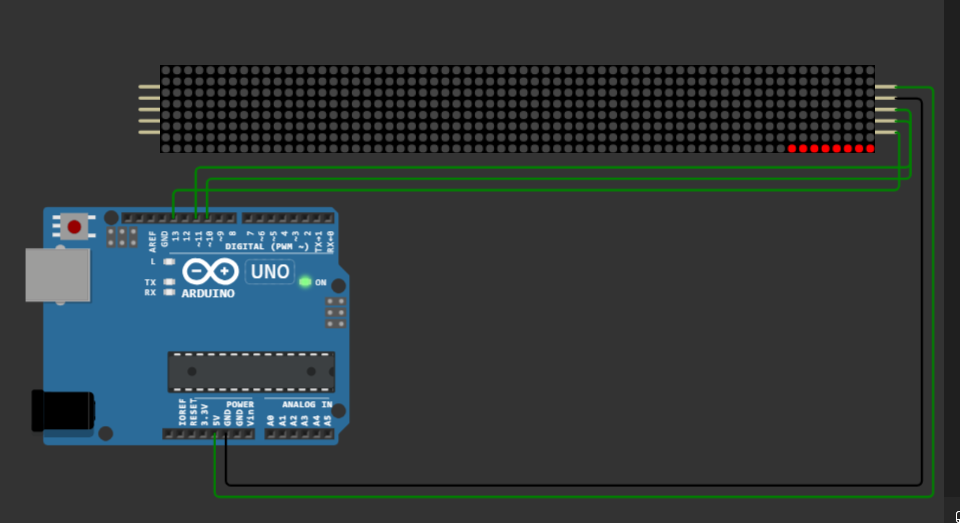 AREF
GND
13
12
~11
~10
~9
8
7
~6
~5
4
~3
2
TX→1
RX←0
DIGITAL (PWM ~)
L
TX
RX
UNO
ON
ARDUINO
POWER
ANALOG IN
IOREF
RESET
3.3V
5V
GND
GND
Vin
A0
A1
A2
A3
A4
A5